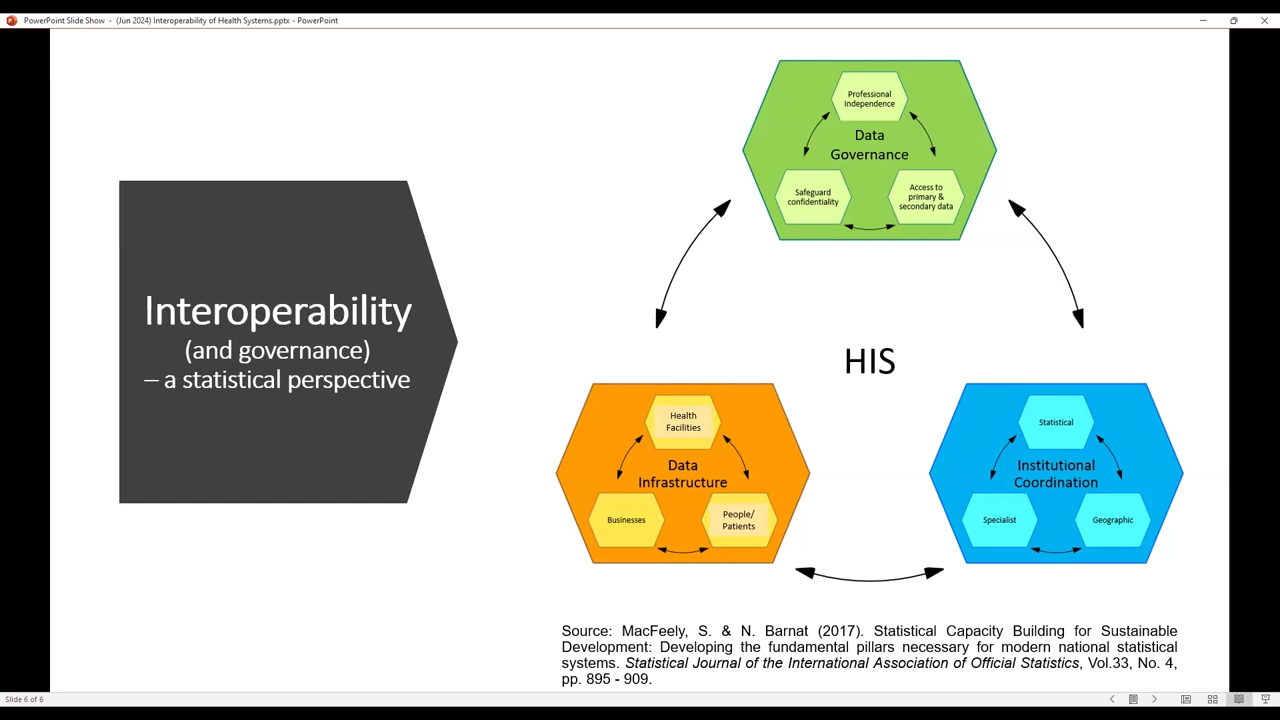 PowerPoint Slide Show - (Jun 2024) Interoperability of Health Systems.pptx - PowerPoint
Interoperability
(and governance)
– a statistical perspective
Professional
Independence
Data
Governance
Safeguard
confidentiality
Access to
primary &
secondary data
HIS
Health
Facilities
Data
Infrastructure
Businesses
People/
Patients
Statistical
Institutional
Coordination
Specialist
Geographic
Source: MacFeely, S. & N. Barnat (2017). Statistical Capacity Building for Sustainable
Development: Developing the fundamental pillars necessary for modern national statistical
systems. Statistical Journal of the International Association of Official Statistics, Vol.33, No. 4,
pp. 895 - 909.
Slide 6 of 6